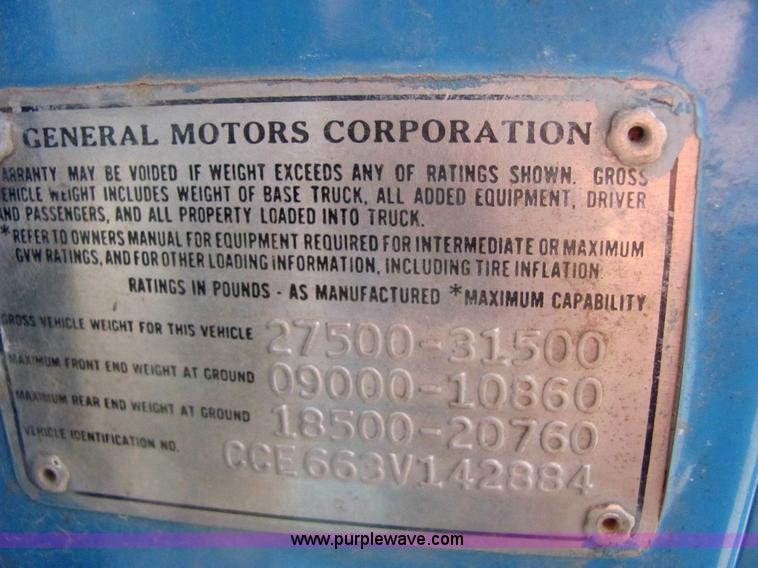 GENERAL MOTORS CORPORATION
ARRANTY MAY BE VOIDED IF WEIGHT EXCEEDS ANY OF RATINGS SHOWN. GROSS
EHICLE WEIGHT INCLUDES WEIGHT OF BASE TRUCK, ALL ADDED EQUIPMENT, DRIVER
ND PASSENGERS, AND ALL PROPERTY LOADED INTO TRUCK.
*REFER TO OWNERS MANUAL FOR EQUIPMENT REQUIRED FOR INTERMEDIATE OR MAXIMUM
GVW RATINGS, AND FOR OTHER LOADING INFORMATION, INCLUDING TIRE INFLATION
RATINGS IN POUNDS - AS MANUFACTURED *MAXIMUM CAPABILITY
GROSS VEHICLE WEIGHT FOR THIS VEHICLE 27500-31500
MAXIMUM FRONT END WEIGHT AT GROUND 09000-10860
MAXIMUM REAR END WEIGHT AT GROUND 18500-20760
VEHICLE IDENTIFICATION NO. CCE663V142884
www.purplewave.com